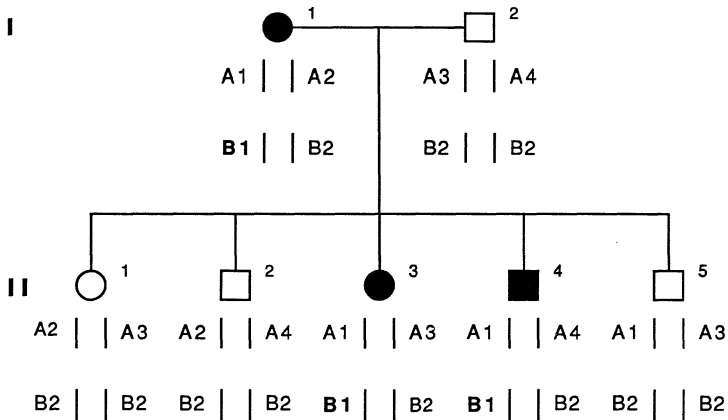 I 1 2
A1 A2 A3 A4
B1 B2 B2 B2
II 1 2 3 4 5
A2 A3 A2 A4 A1 A3 A1 A4 A1 A3
B2 B2 B2 B2 B1 B2 B1 B2 B2 B2